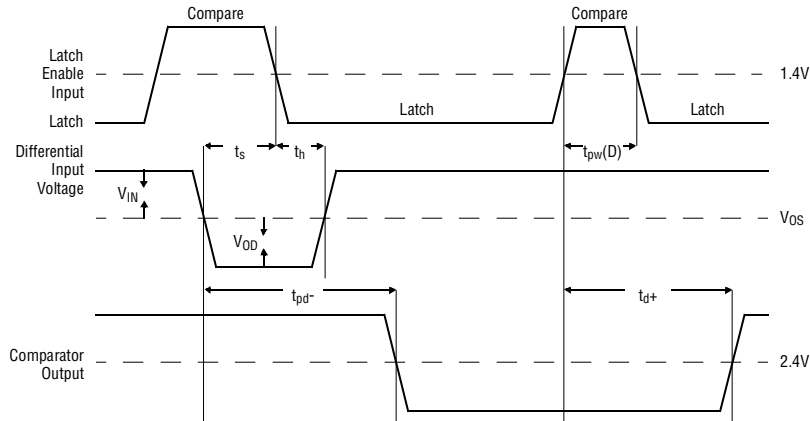 Compare
Compare
Latch
Enable
Input
1.4V
Latch
Latch
Latch
Differential
Input
Voltage
ts
th
tpw(D)
VIN
VOS
VOD
tpd-
td+
Comparator
Output
2.4V